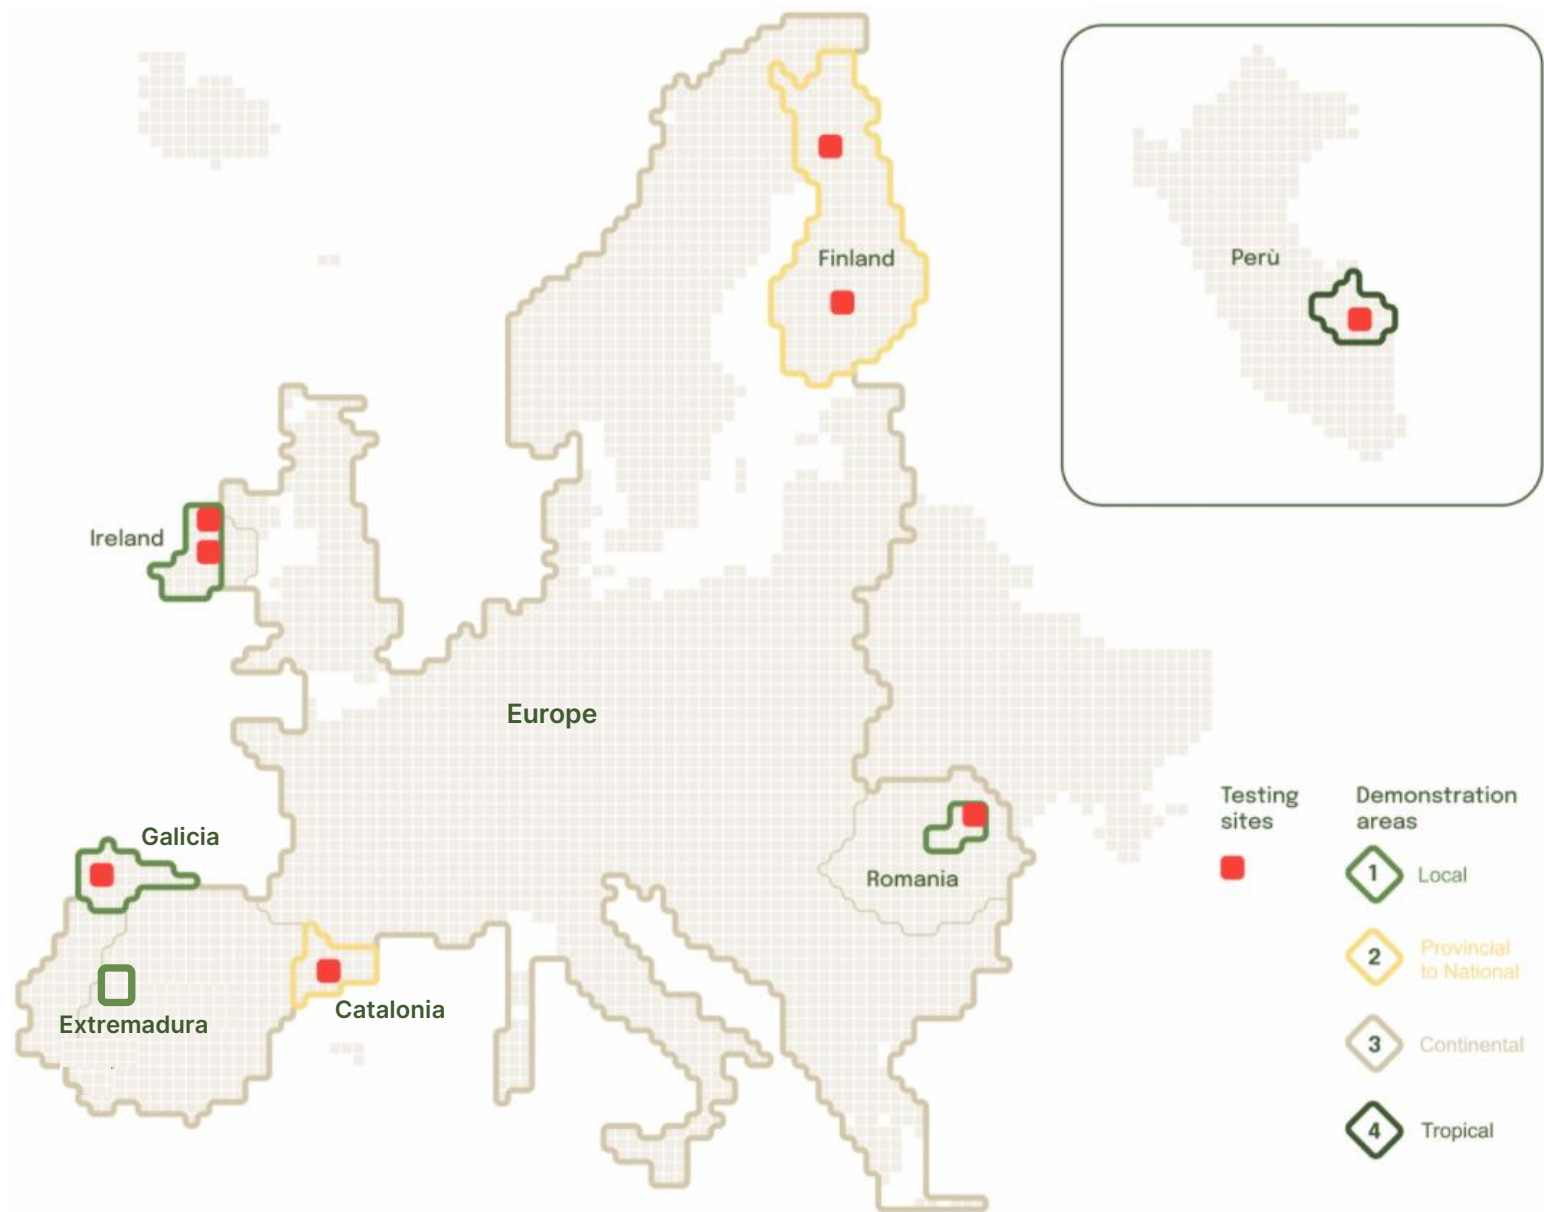 Finland
Perù
Ireland
Europe
Galicia
Romania
Extremadura
Catalonia
Testing
sites
Demonstration
areas
1 Local
2 Provincial
to National
3 Continental
4 Tropical